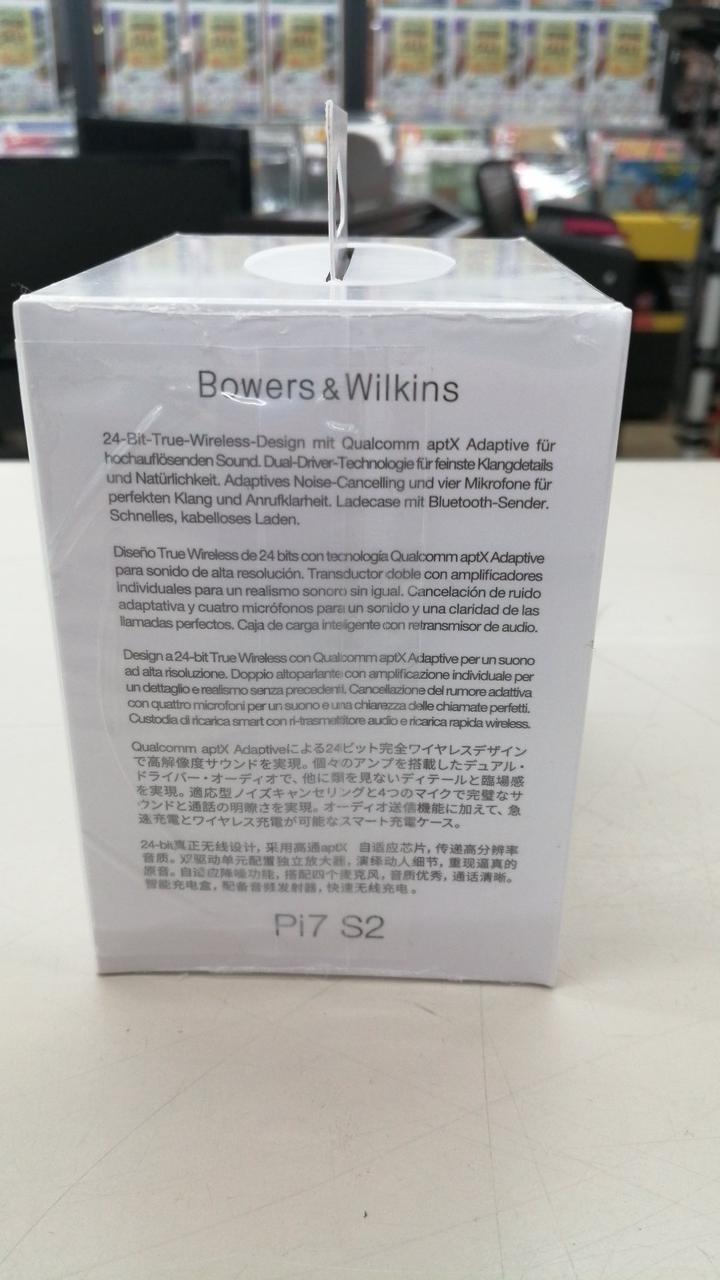 Bowers & Wilkins
24-Bit-True-Wireless-Design mit Qualcomm aptX Adaptive für
hochauflösenden Sound. Dual-Driver-Technologie für feinste Klangdetails
und Natürlichkeit. Adaptives Noise-Cancelling und vier Mikrofone für
perfekten Klang und Anrufklarheit. Ladecase mit Bluetooth-Sender.
Schnelles, kabelloses Laden.
Diseño True Wireless de 24 bits con tecnología Qualcomm aptX Adaptive
para sonido de alta resolución. Transductor doble con amplificadores
individuales para un realismo sonoro sin igual. Cancelación de ruido
adaptativa y cuatro micrófonos para un sonido y una claridad de las
llamadas perfectos. Caja de carga inteligente con retransmisor de audio.
Design a 24-bit True Wireless con Qualcomm aptX Adaptive per un suono
ad alta risoluzione. Doppio altoparlante con amplificazione individuale per
un dettaglio e realismo senza precedenti. Cancellazione del rumore adattiva
con quattro microfoni per un suono e una chiarezza delle chiamate perfetti.
Custodia di ricarica smart con ri-trasmettitore audio e ricarica rapida wireless.
Qualcomm aptX Adaptiveによる24ビット完全ワイヤレスデザイン
で高解像度サウンドを実現。個々のアンプを搭載したデュアル・
ドライバー・オーディオで、他に類を見ないディテールと臨場感
を実現。適応型ノイズキャンセリングと4つのマイクで完璧なサ
ウンドと通話の明瞭さを実現。オーディオ送信機能に加えて、急
速充電とワイヤレス充電が可能なスマート充電ケース。
24-bit真正无线设计，采用高通aptX 自适应芯片，传递高分辨率
音质。双驱动单元配置独立放大器，演绎动人细节，重现逼真的
原音。自适应降噪功能，搭配四个麦克风，音质优秀，通话清晰。
智能充电盒，配备音频发射器，快速无线充电。
Pi7 S2